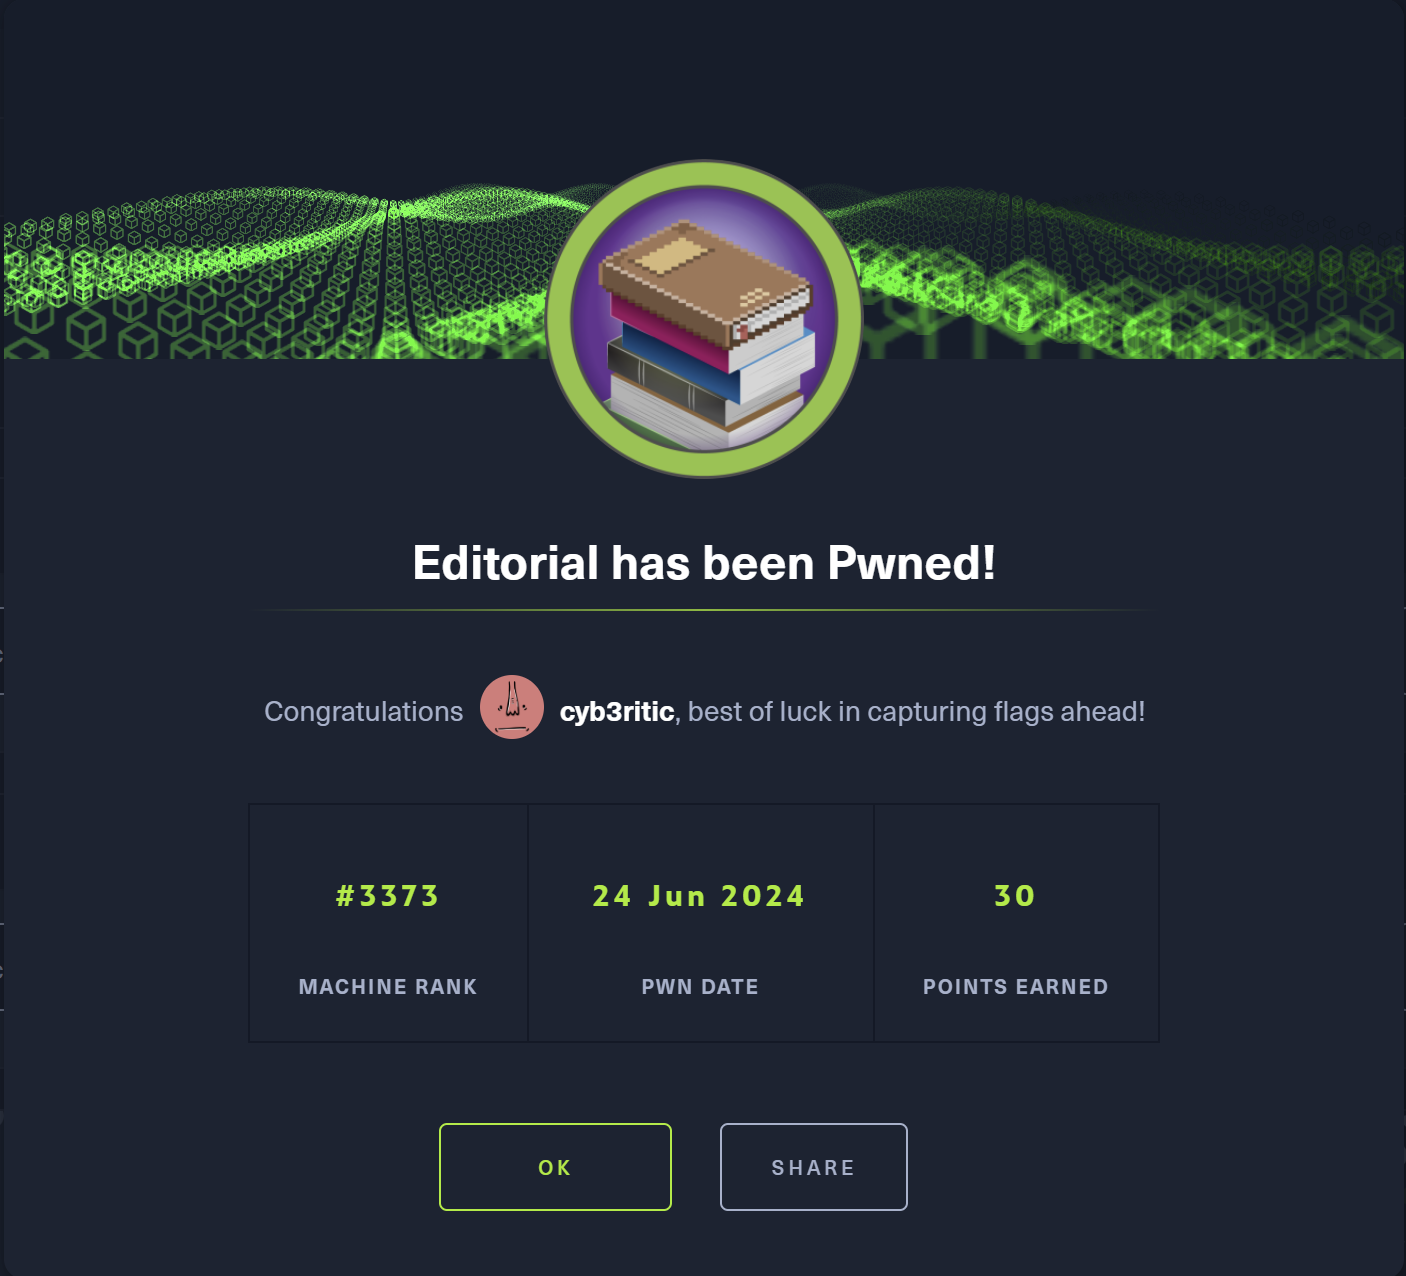 Editorial has been Pwned!
Congratulations cyb3ritic, best of luck in capturing flags ahead!
#3373 24 Jun 2024 30
MACHINE RANK PWN DATE POINTS EARNED
OK SHARE